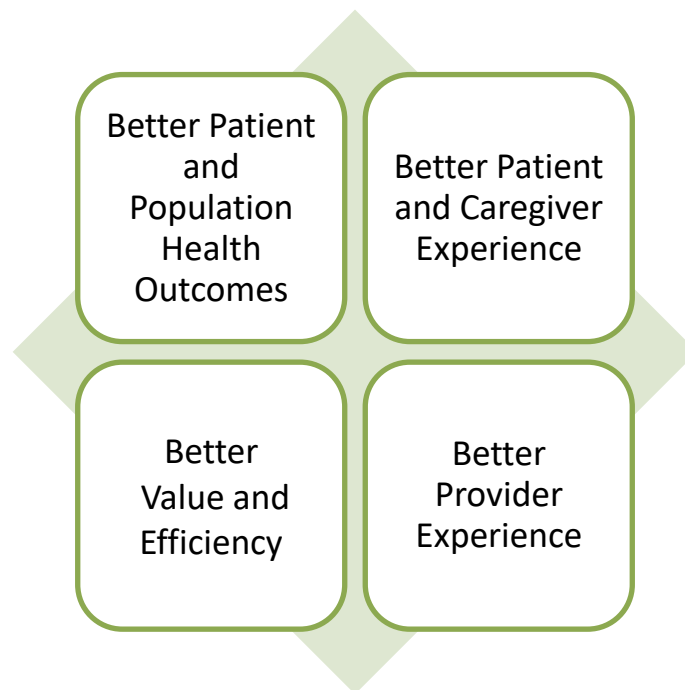 Better Patient
and
Population
Health
Outcomes
Better Patient
and Caregiver
Experience
Better
Value and
Efficiency
Better
Provider
Experience